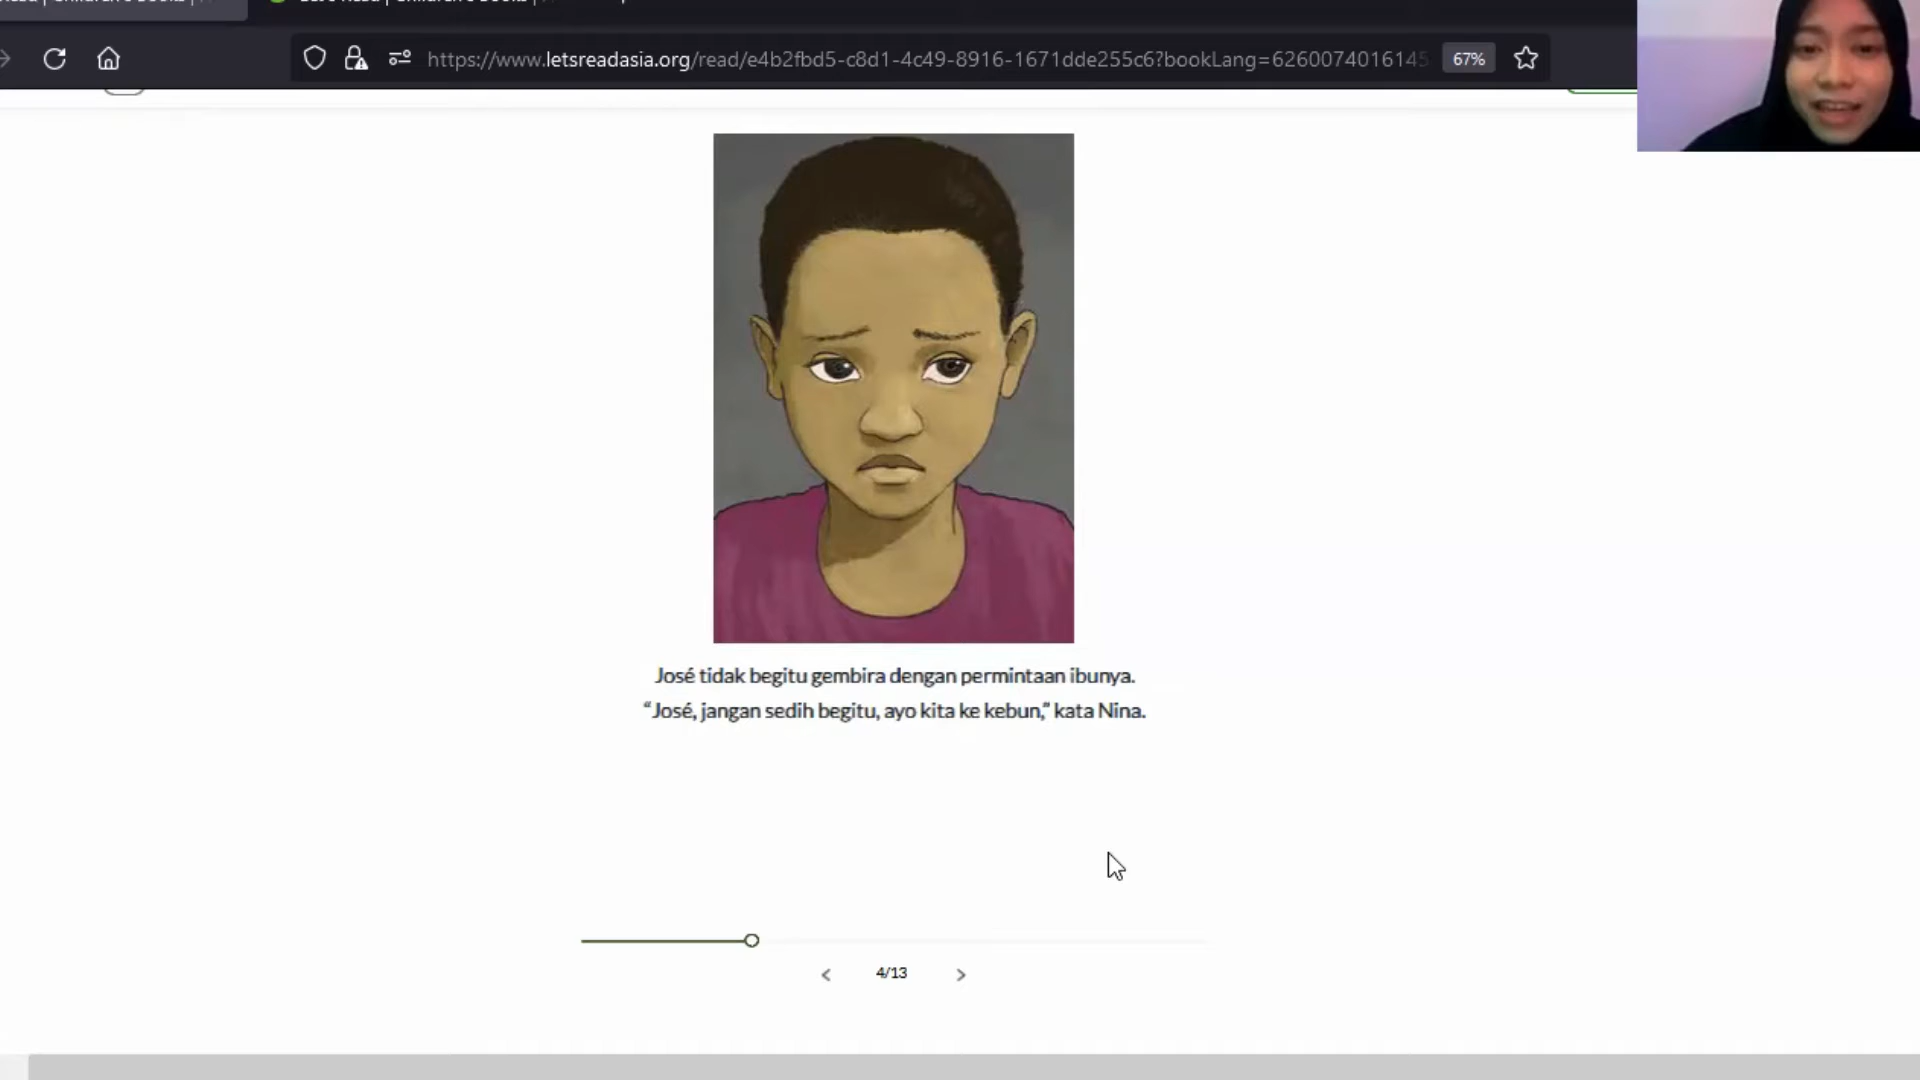 https://www.letsreadasia.org/read/e4b2fbd5-c8d1-4c49-8916-1671dde255c6?bookLang=6260074016145
67%
José tidak begitu gembira dengan permintaan ibunya.
“José, jangan sedih begitu, ayo kita ke kebun,” kata Nina.
4/13